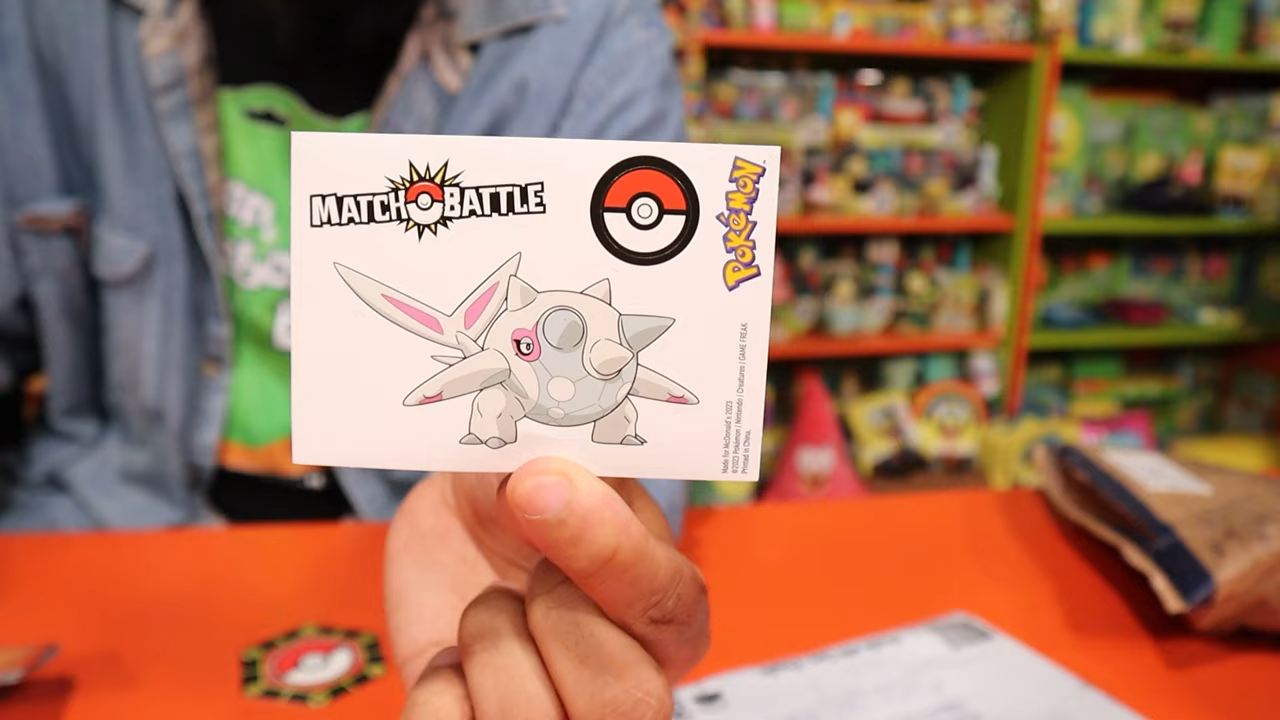 MATCH BATTLE
POKÉMON
Made for McDonald's 2023
©2023 Pokémon / Nintendo / Creatures / GAME FREAK
Printed in China.